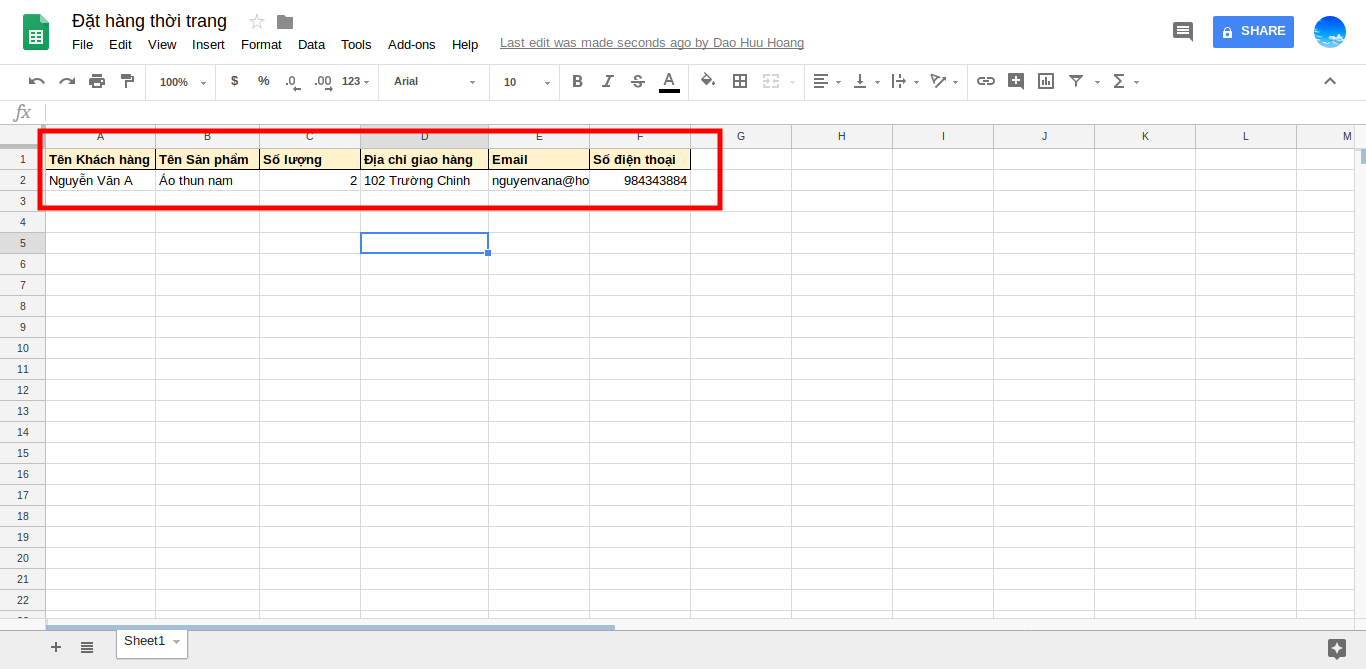 Đặt hàng thời trang
File Edit View Insert Format Data Tools Add-ons Help Last edit was made seconds ago by Dao Huu Hoang
SHARE
100% $ % .0 .00 123 Arial 10 B I S A Σ
fx
A B C D E F G H I J K L M
1 Tên Khách hàng Tên Sản phẩm Số lượng Địa chỉ giao hàng Email Số điện thoại
2 Nguyễn Văn A Áo thun nam 2 102 Trường Chinh nguyenvana@ho 984343884
3
4
5
6
7
8
9
10
11
12
13
14
15
16
17
18
19
20
21
22
Sheet1